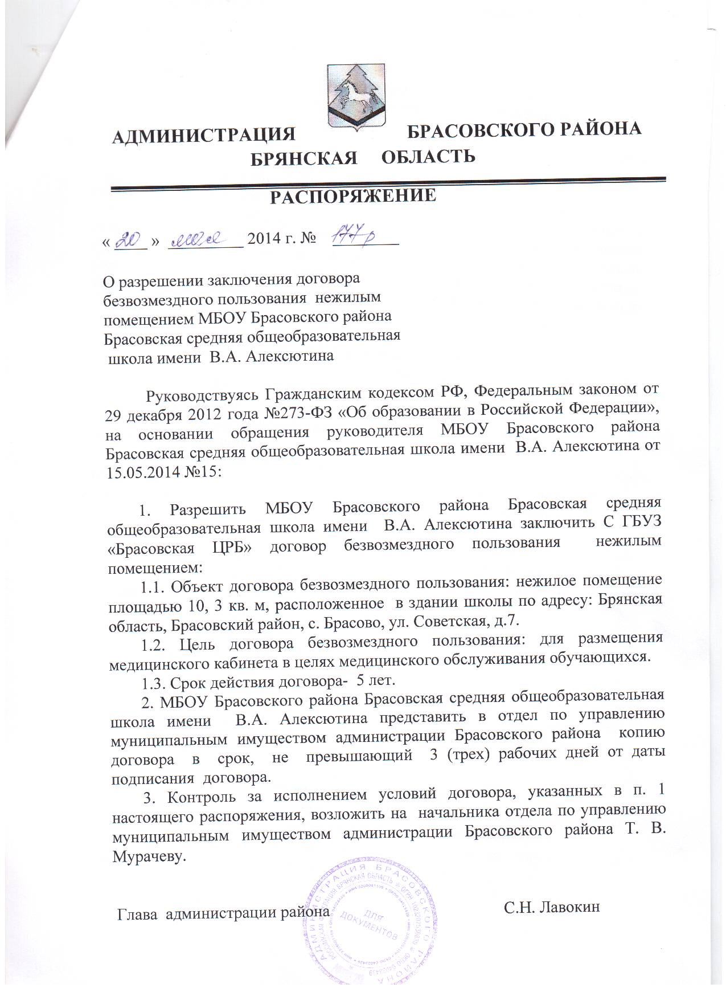 АДМИНИСТРАЦИЯ БРАСОВСКОГО РАЙОНА
БРЯНСКАЯ ОБЛАСТЬ
РАСПОРЯЖЕНИЕ
« 20 » мая 2014 г. № 177р
О разрешении заключения договора
безвозмездного пользования нежилым
помещением МБОУ Брасовского района
Брасовская средняя общеобразовательная
школа имени В.А. Алексютина
Руководствуясь Гражданским кодексом РФ, Федеральным законом от
29 декабря 2012 года №273-ФЗ «Об образовании в Российской Федерации»,
на основании обращения руководителя МБОУ Брасовского района
Брасовская средняя общеобразовательная школа имени В.А. Алексютина от
15.05.2014 №15:
1. Разрешить МБОУ Брасовского района Брасовская средняя
общеобразовательная школа имени В.А. Алексютина заключить С ГБУЗ
«Брасовская ЦРБ» договор безвозмездного пользования нежилым
помещением:
1.1. Объект договора безвозмездного пользования: нежилое помещение
площадью 10, 3 кв. м, расположенное в здании школы по адресу: Брянская
область, Брасовский район, с. Брасово, ул. Советская, д.7.
1.2. Цель договора безвозмездного пользования: для размещения
медицинского кабинета в целях медицинского обслуживания обучающихся.
1.3. Срок действия договора- 5 лет.
2. МБОУ Брасовского района Брасовская средняя общеобразовательная
школа имени В.А. Алексютина представить в отдел по управлению
муниципальным имуществом администрации Брасовского района копию
договора в срок, не превышающий 3 (трех) рабочих дней от даты
подписания договора.
3. Контроль за исполнением условий договора, указанных в п. 1
настоящего распоряжения, возложить на начальника отдела по управлению
муниципальным имуществом администрации Брасовского района Т. В.
Мурачеву.
Глава администрации района С.Н. Лавокин
АДМИНИСТРАЦИЯ БРАСОВСКОГО РАЙОНА
РОССИЙСКАЯ ФЕДЕРАЦИЯ БРЯНСКАЯ ОБЛАСТЬ
ДЛЯ
ДОКУМЕНТОВ